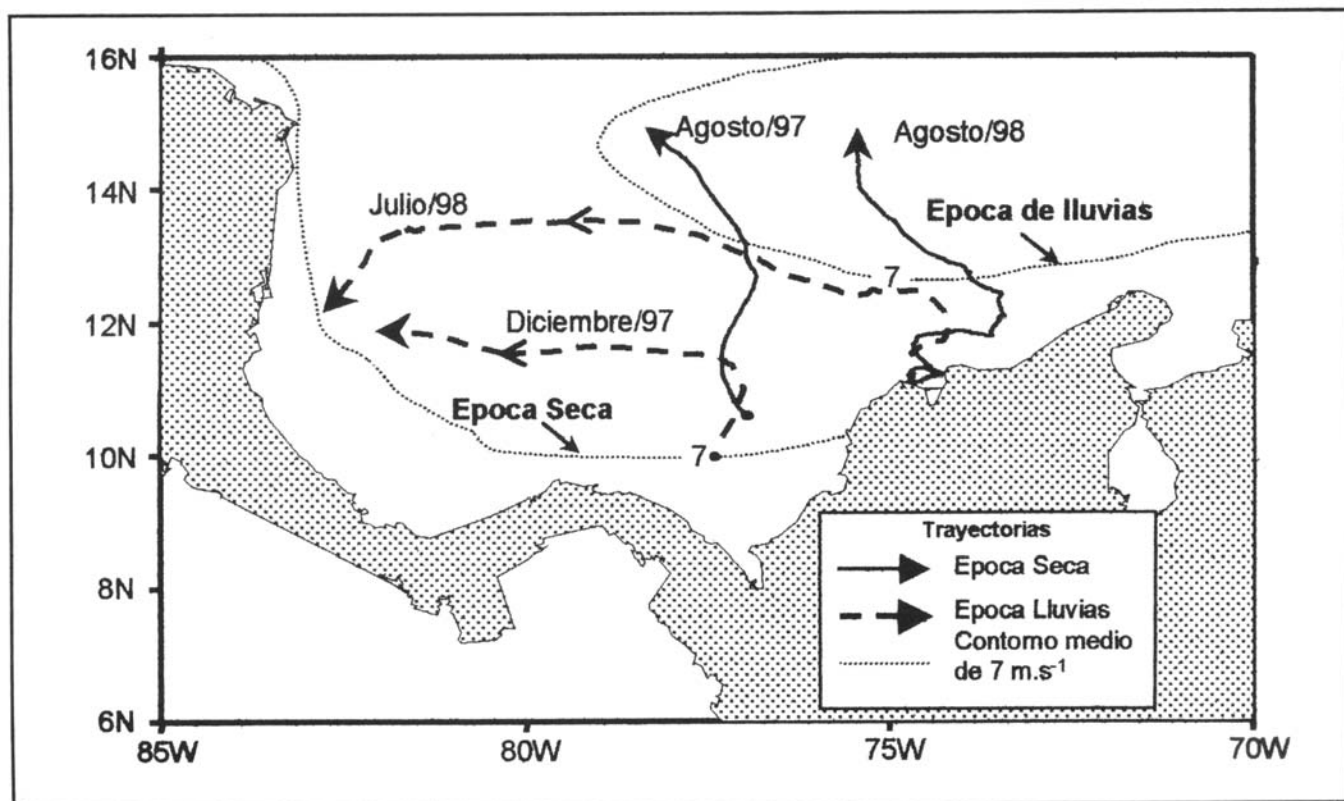 16N
14N
12N
10N
8N
6N
85W
80W
75W
70W
Agosto/97
Agosto/98
Julio/98
Epoca de lluvias
7
Diciembre/97
Epoca Seca
7
Trayectorias
Epoca Seca
Epoca Lluvias
Contorno medio
de 7 m.s⁻¹